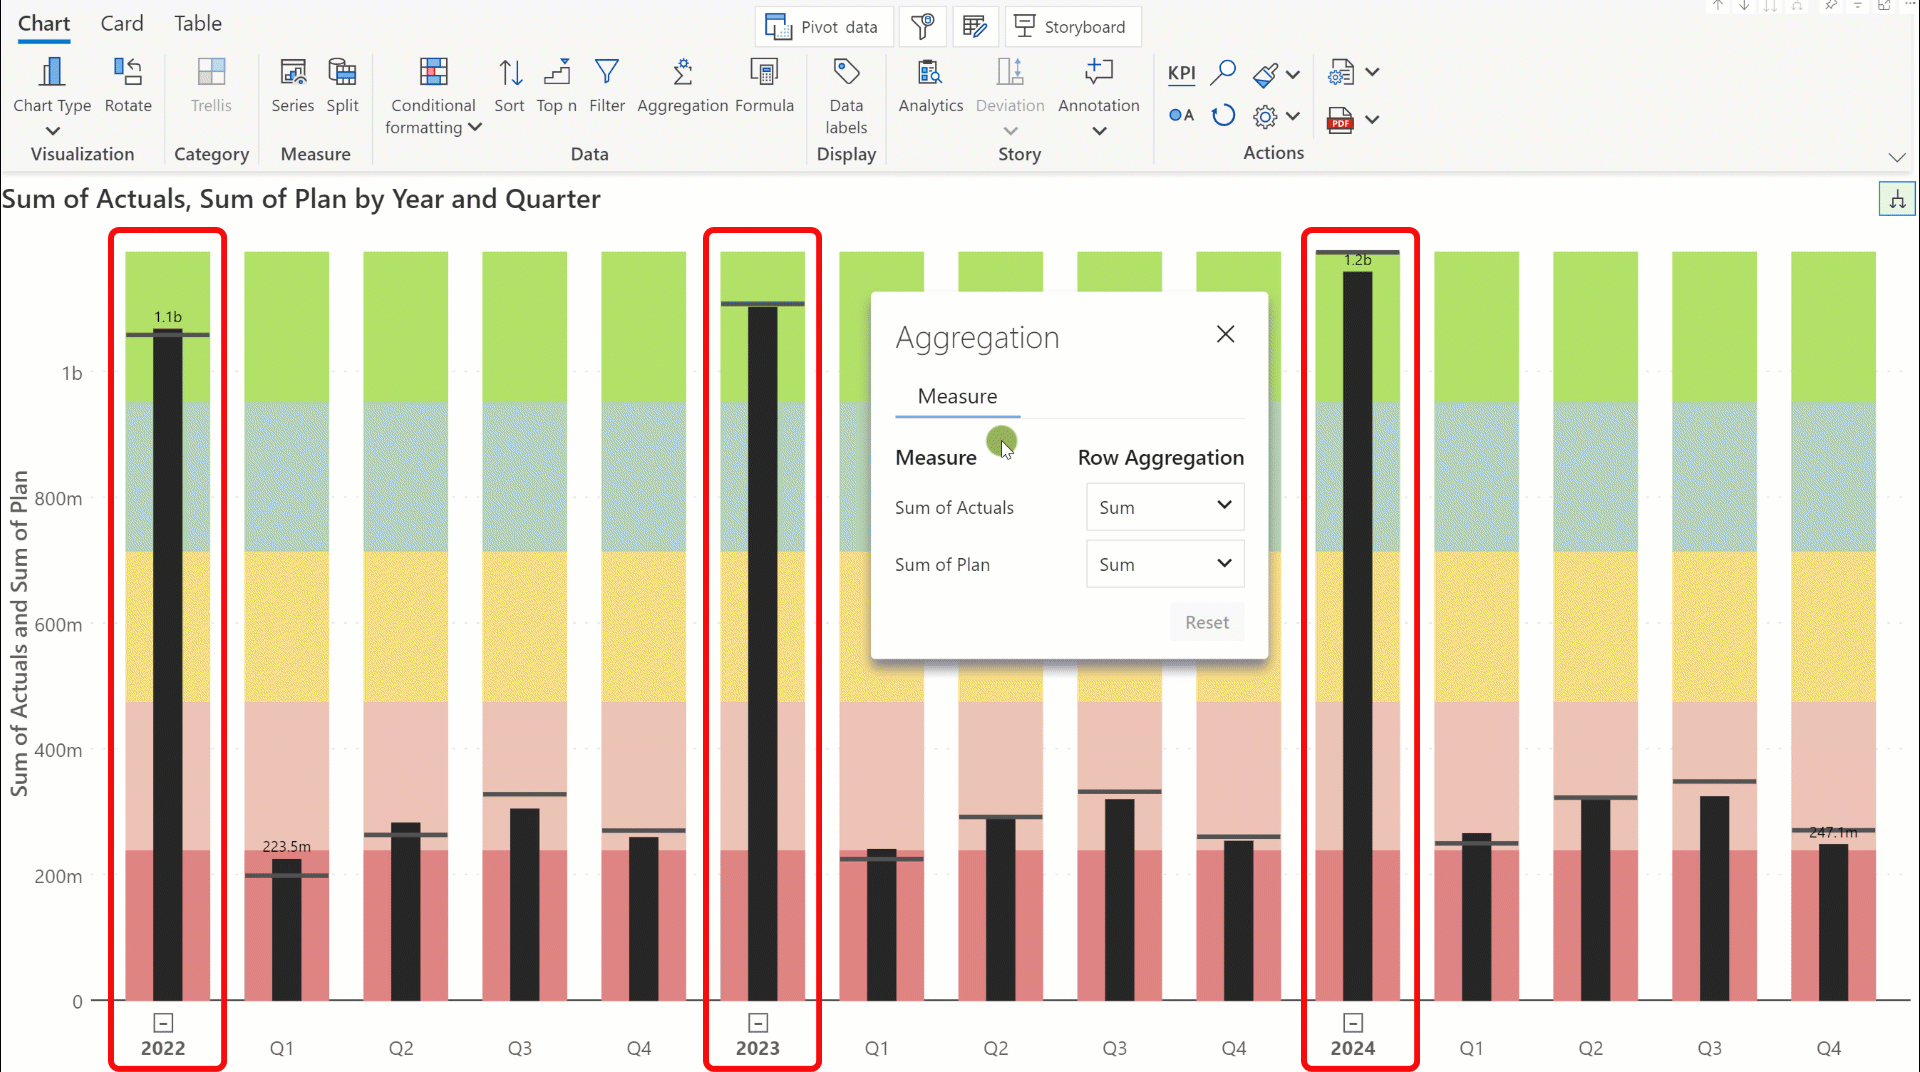 Chart Card Table
Pivot data
Storyboard
Chart Type
Rotate
Trellis
Series
Split
Conditional
formatting
Sort
Top n
Filter
Aggregation
Formula
Data
labels
Analytics
Deviation
Annotation
KPI
A
PDF
Visualization
Category
Measure
Data
Display
Story
Actions
Sum of Actuals, Sum of Plan by Year and Quarter
Sum of Actuals and Sum of Plan
1b
800m
600m
400m
200m
0
1.1b
223.5m
1.2b
247.1m
Aggregation
Measure
Measure Row Aggregation
Sum of Actuals Sum
Sum of Plan Sum
Reset
2022 Q1 Q2 Q3 Q4 2023 Q1 Q2 Q3 Q4 2024 Q1 Q2 Q3 Q4